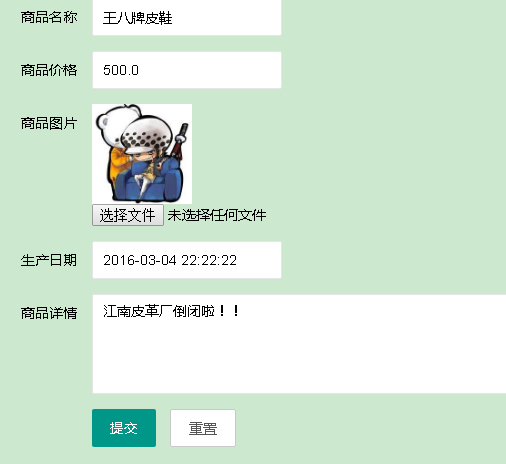 商品名称 王八牌皮鞋
商品价格 500.0
商品图片
选择文件 未选择任何文件
生产日期 2016-03-04 22:22:22
商品详情 江南皮革厂倒闭啦！！
提交 重置